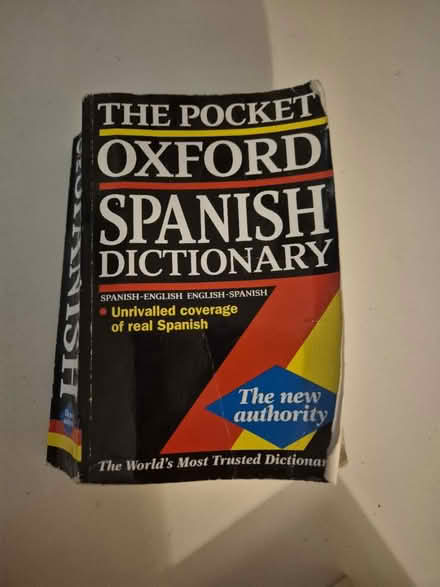 THE POCKET
OXFORD
SPANISH
DICTIONARY
SPANISH-ENGLISH ENGLISH-SPANISH
• Unrivalled coverage
of real Spanish
The new
authority
The World's Most Trusted Dictionar